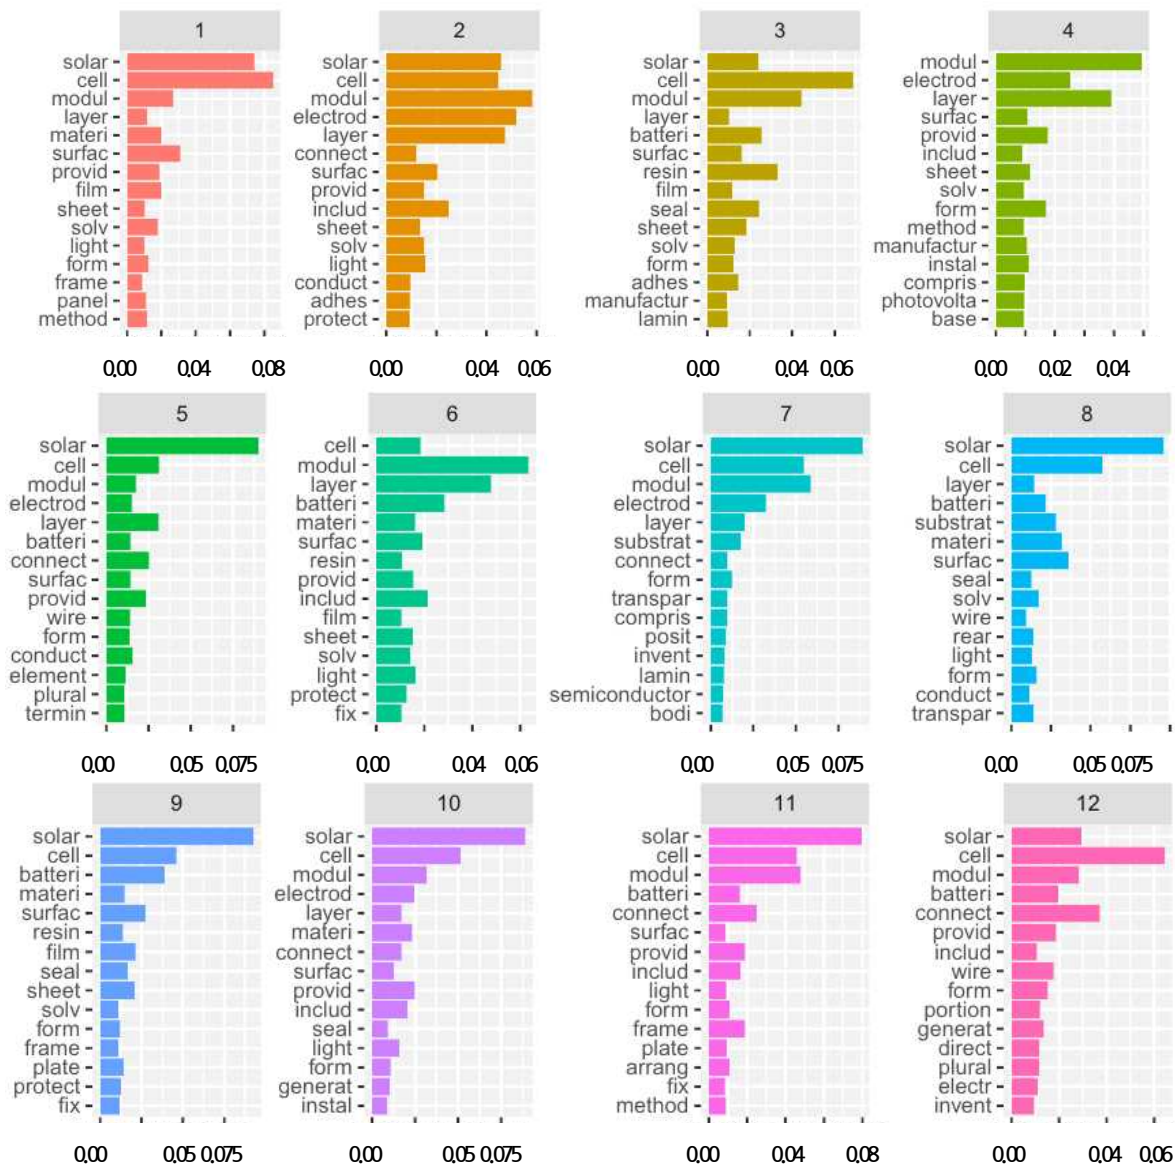 1 2 3 4
solar
cell
modul
layer
materi
surfac
provid
film
sheet
solv
light
form
frame
panel
method
0.00 0.04 0.08
solar
cell
modul
electrod
layer
connect
surfac
provid
includ
sheet
solv
light
conduct
adhes
protect
0.00 0.02 0.04 0.06
solar
cell
modul
layer
batteri
surfac
resin
film
seal
sheet
solv
form
adhes
manufactur
lamin
0.00 0.04 0.06
modul
electrod
layer
surfac
provid
includ
sheet
solv
form
method
manufactur
instal
compris
photovolta
base
0.00 0.02 0.04
5 6 7 8
solar
cell
modul
electrod
layer
batteri
connect
surfac
provid
wire
form
conduct
element
plural
termin
0.00 0.05 0.075
cell
modul
layer
batteri
materi
surfac
resin
provid
includ
film
sheet
solv
light
protect
fix
0.00 0.04 0.06
solar
cell
modul
electrod
layer
substrat
connect
form
transpar
compris
posit
invent
lamin
semiconductor
bodi
0.00 0.05 0.075
solar
cell
layer
batteri
substrat
materi
surfac
seal
solv
wire
rear
light
form
conduct
transpar
0.00 0.05 0.075
9 10 11 12
solar
cell
batteri
materi
surfac
resin
film
seal
sheet
solv
form
frame
plate
protect
fix
0.00 0.05 0.075
solar
cell
modul
electrod
layer
materi
connect
surfac
provid
includ
seal
light
form
generat
instal
0.00 0.05 0.075
solar
cell
modul
batteri
connect
surfac
provid
includ
light
form
frame
plate
arrang
fix
method
0.00 0.05 0.08
solar
cell
modul
batteri
connect
provid
includ
wire
form
portion
generat
direct
plural
electr
invent
0.00 0.04 0.06